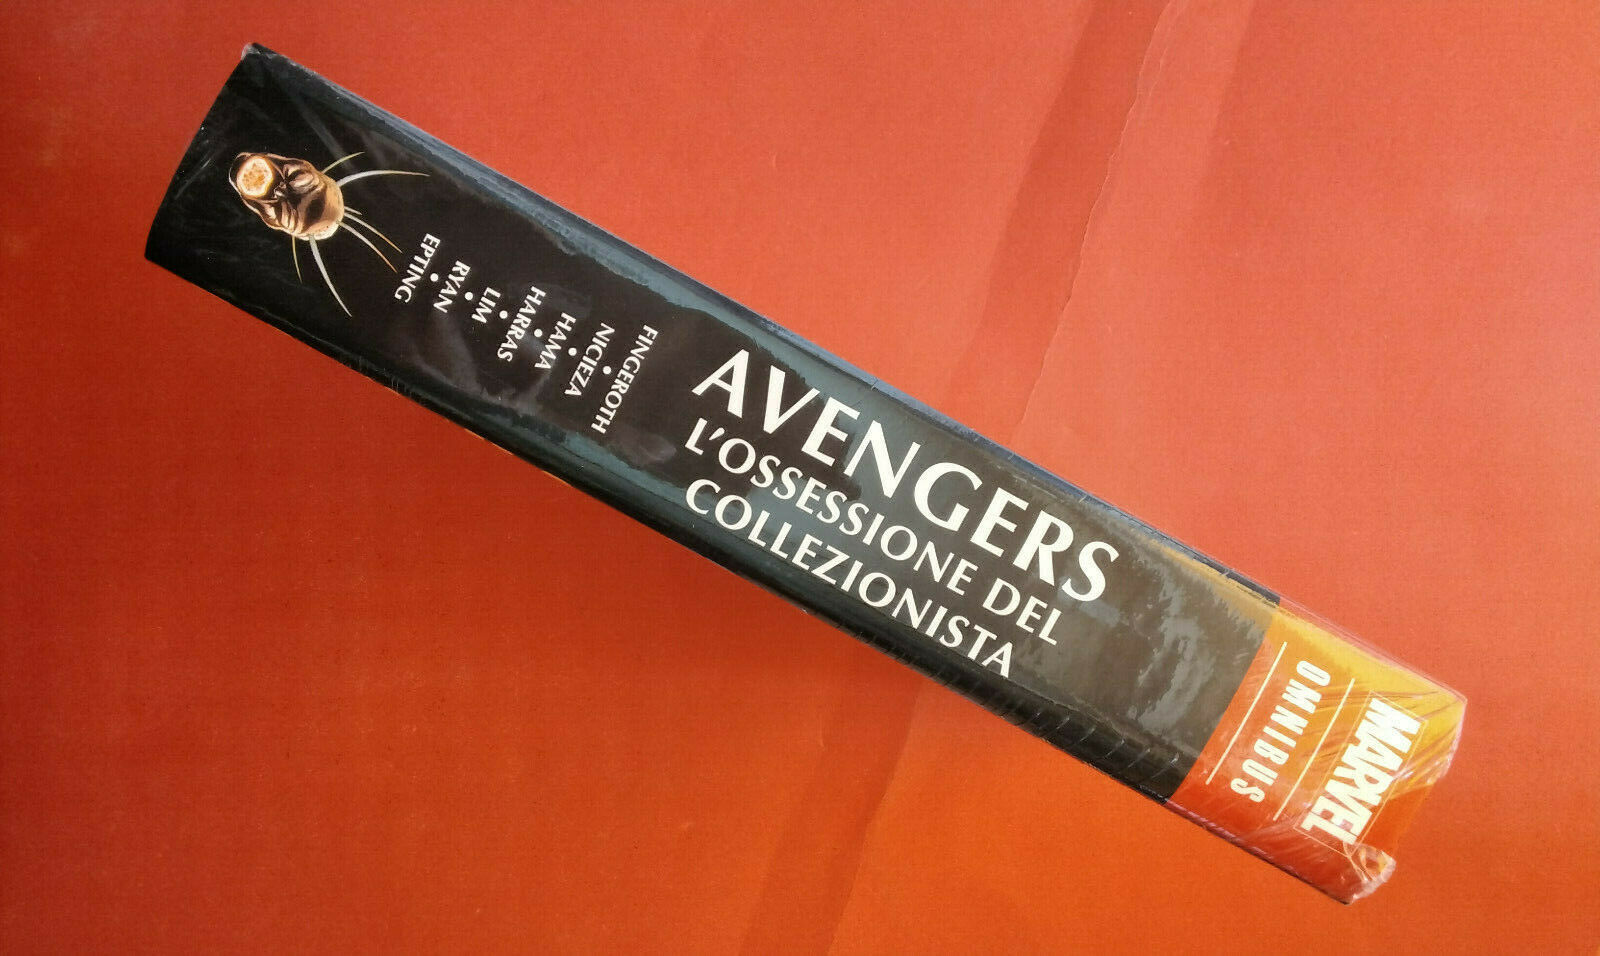 MARVEL
OMNIBUS
AVENGERS
L'OSSESSIONE DEL
COLLEZIONISTA
FINGEROTH
•
NICIEZA
•
HAMA
•
HARRAS
•
LIM
•
RYAN
•
EPTING